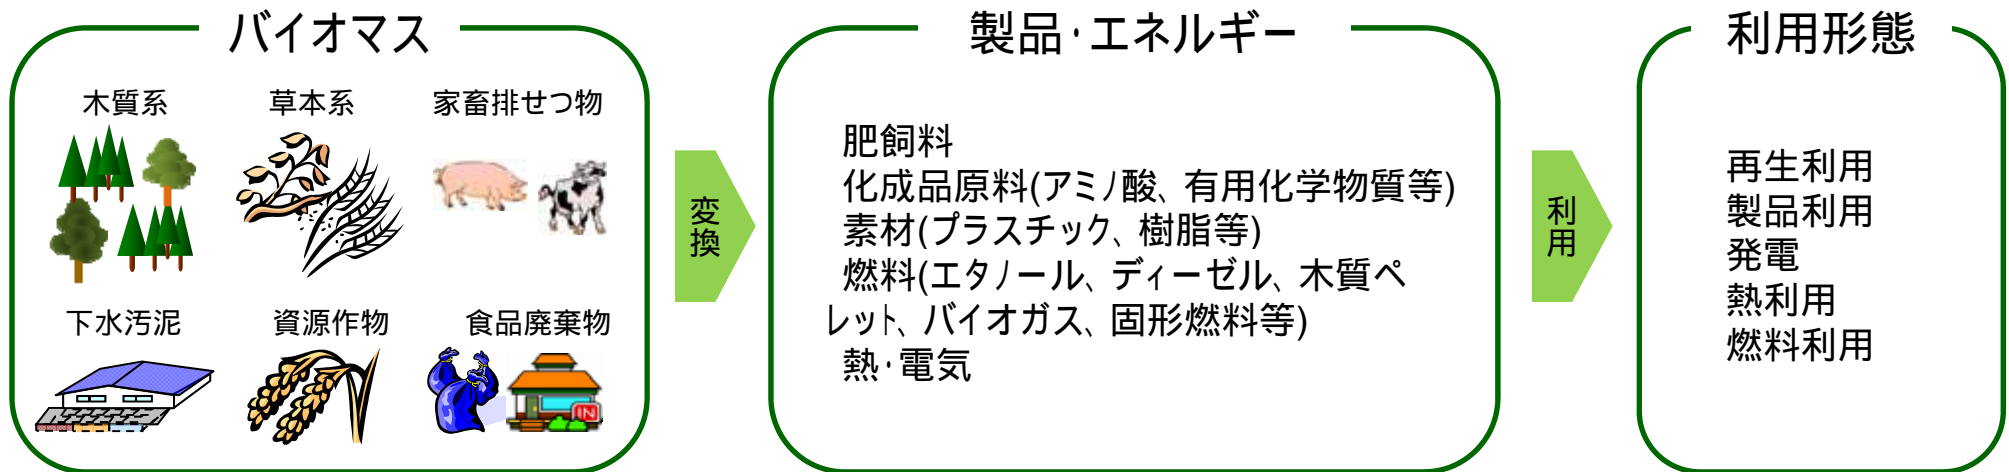 バイオマス
木質系 草本系 家畜排せつ物
下水汚泥 資源作物 食品廃棄物
IN
変換
製品・エネルギー
肥飼料
化成品原料(アミノ酸、有用化学物質等)
素材(プラスチック、樹脂等)
燃料(エタノール、ディーゼル、木質ペ
レット、バイオガス、固形燃料等)
熱・電気
利用
利用形態
再生利用
製品利用
発電
熱利用
燃料利用